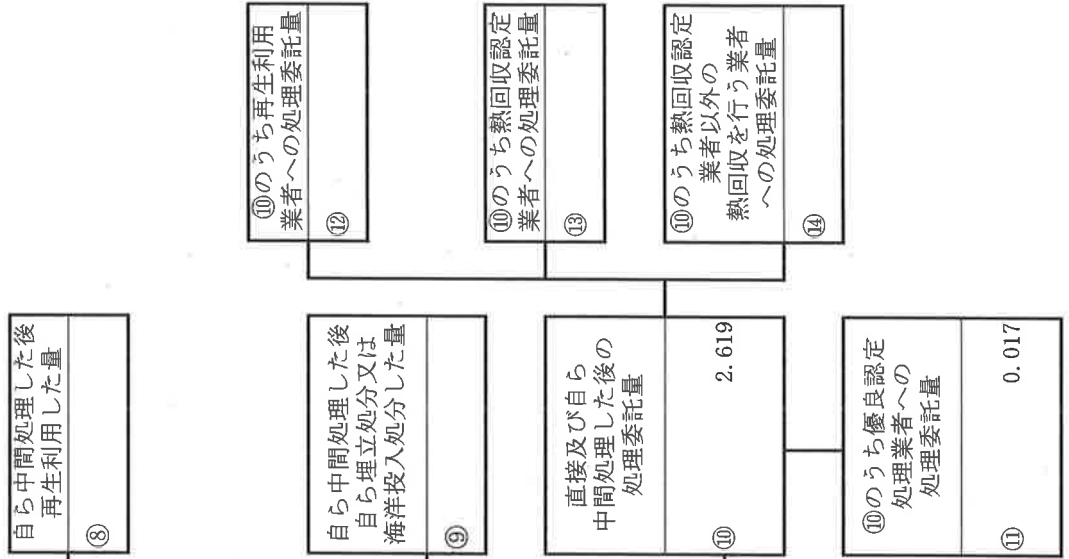 自ら中間処理した後
再生利用した量
⑧
自ら中間処理した後
自ら埋立処分又は
海洋投入処分した量
⑨
直接及び自ら
中間処理した後の
処理委託量
⑩ 2.619
⑩のうち優良認定
処理業者への
処理委託量
⑪ 0.017
⑩のうち再生利用
業者への処理委託量
⑫
⑩のうち熱回収認定
業者への処理委託量
⑬
⑩のうち熱回収認定
業者以外の
熱回収を行う業者
への処理委託量
⑭